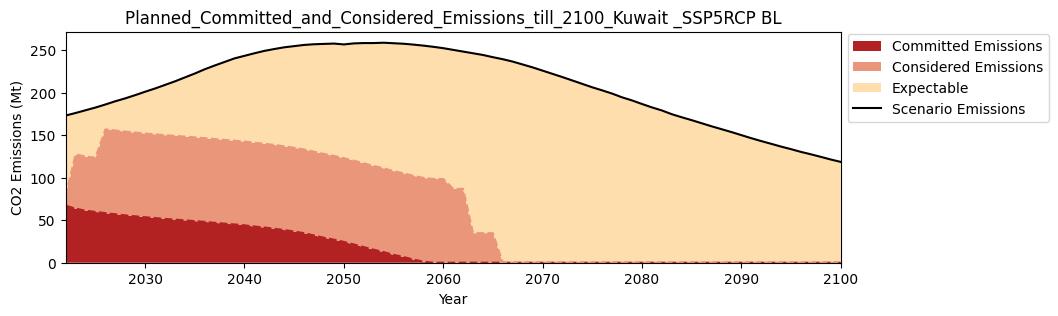 Planned_Committed_and_Considered_Emissions_till_2100_Kuwait _SSP5RCP BL
CO2 Emissions (Mt)
250
200
150
100
50
0
2030
2040
2050
2060
2070
2080
2090
2100
Year
Committed Emissions
Considered Emissions
Expectable
Scenario Emissions